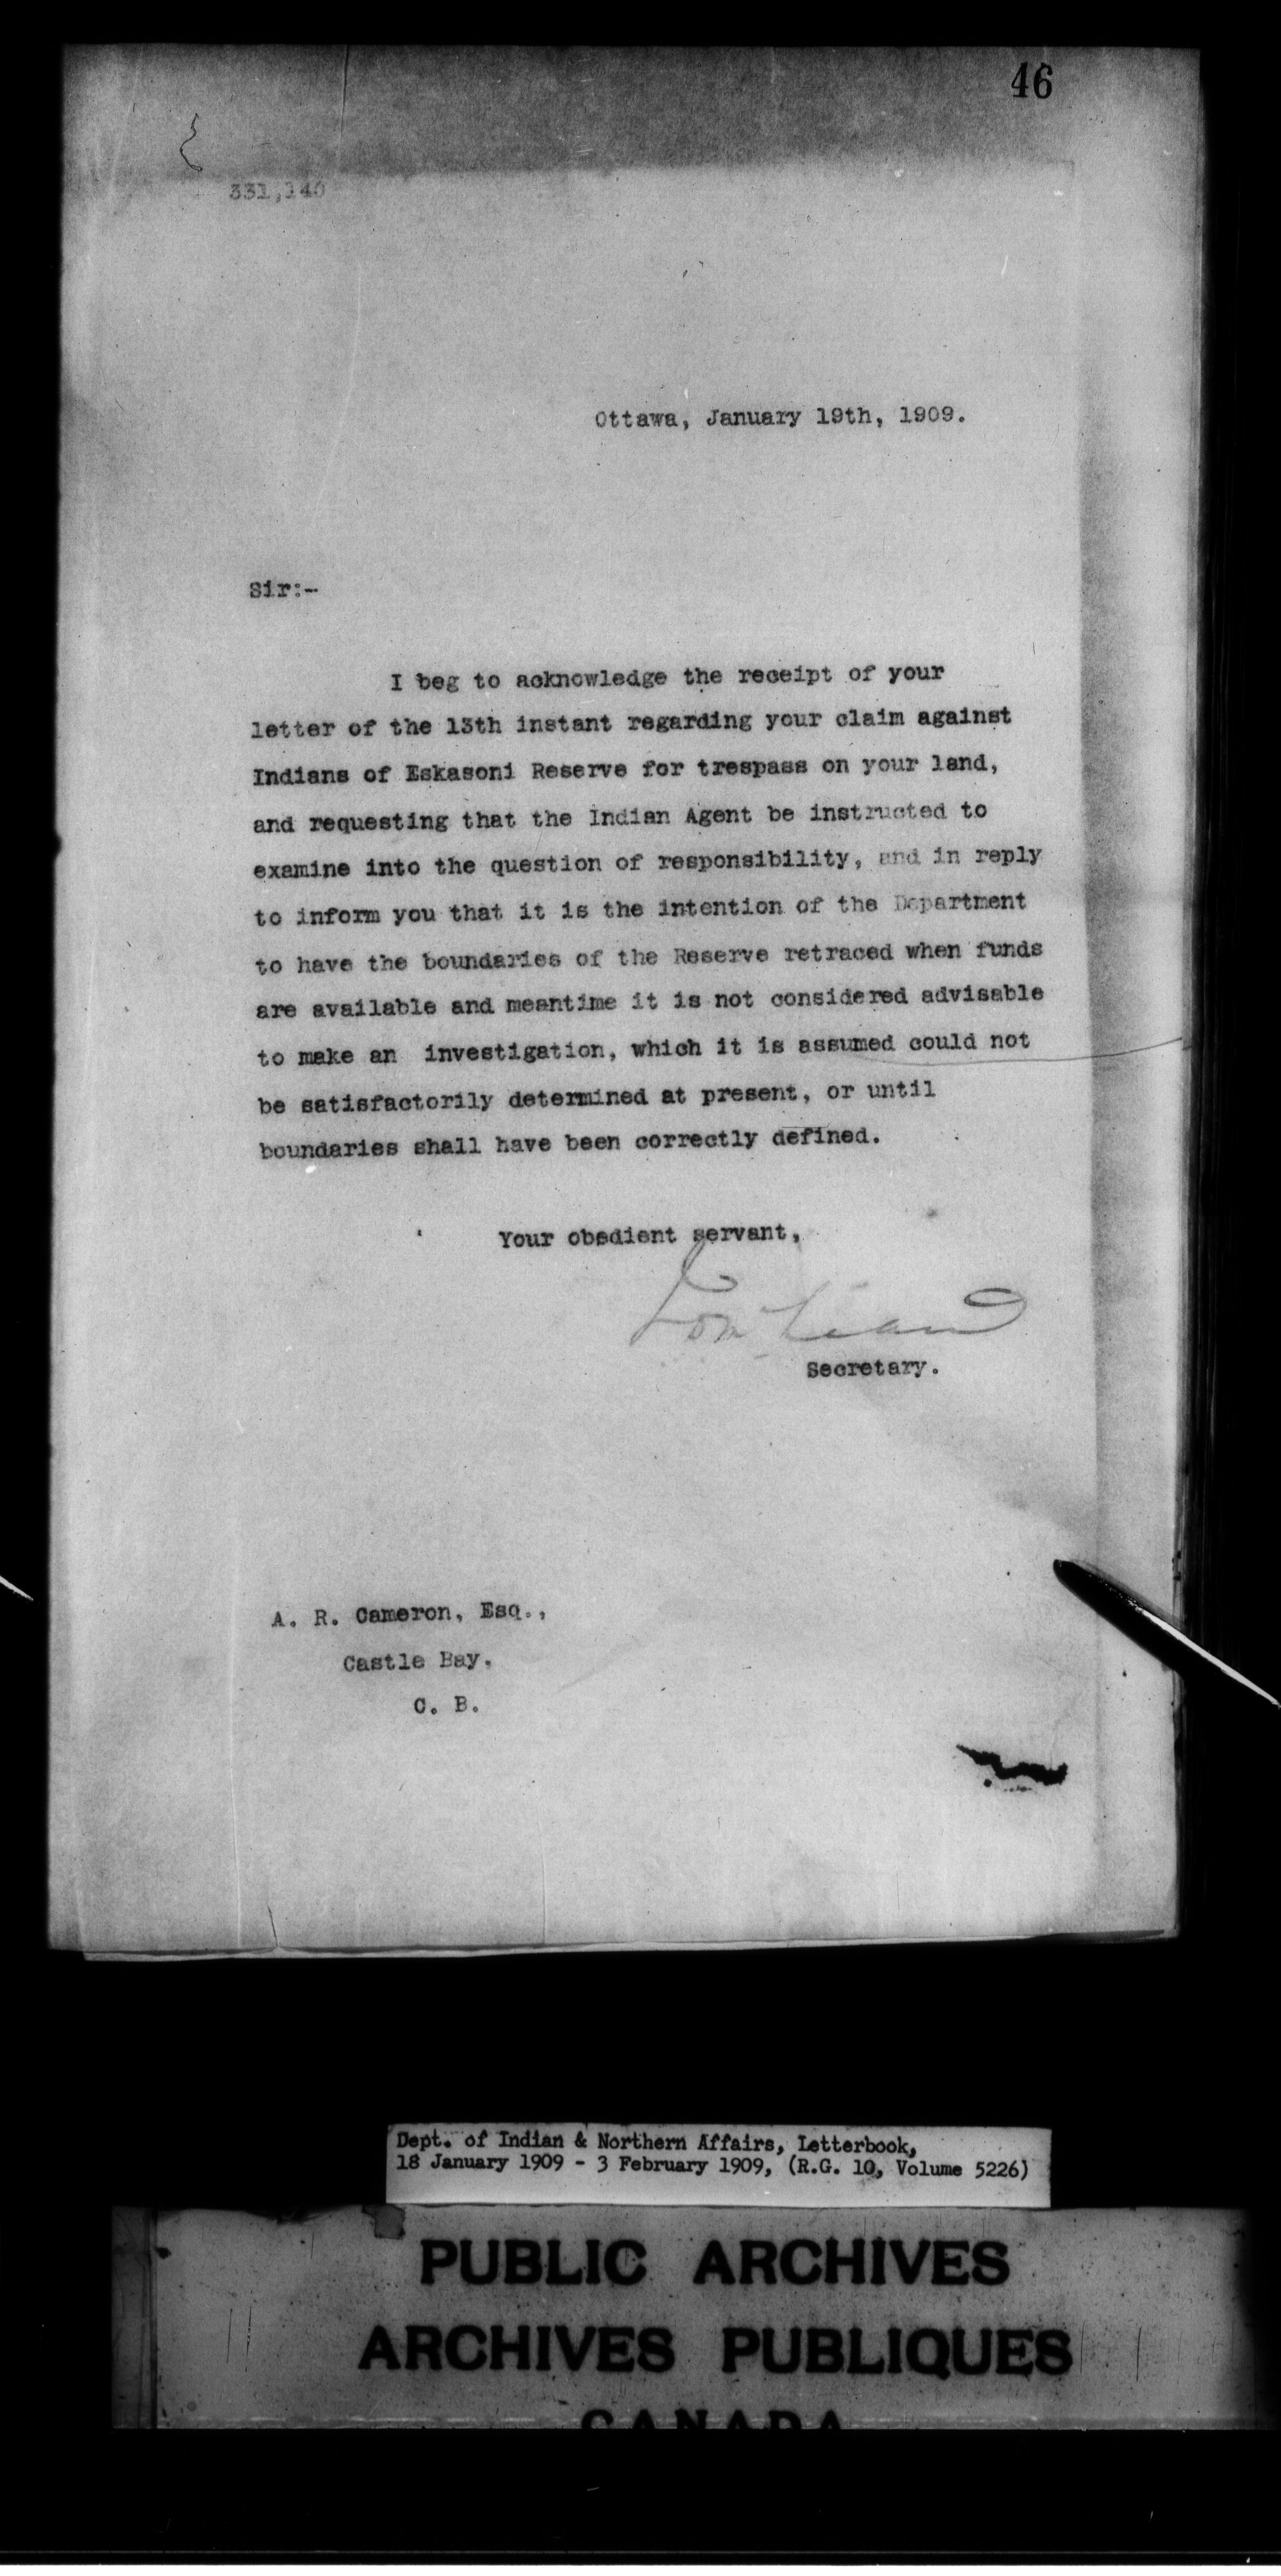 46
331,140
Ottawa, January 19th, 1909.
Sir:-
I beg to acknowledge the receipt of your
letter of the 13th instant regarding your claim against
Indians of Eskasoni Reserve for trespass on your land,
and requesting that the Indian Agent be instructed to
examine into the question of responsibility, and in reply
to inform you that it is the intention of the Department
to have the boundaries of the Reserve retraced when funds
are available and meantime it is not considered advisable
to make an investigation, which it is assumed could not
be satisfactorily determined at present, or until
boundaries shall have been correctly defined.
Your obedient servant,
Secretary.
A. R. Cameron, Esq.,
Castle Bay.
C. B.
Dept. of Indian & Northern Affairs, Letterbook,
18 January 1909 - 3 February 1909, (R.G. 10, Volume 5226)
PUBLIC ARCHIVES
ARCHIVES PUBLIQUES
CANADA